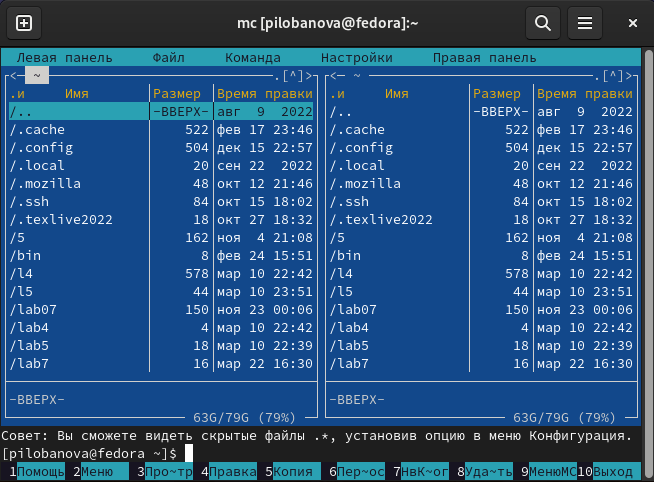 mc [pilobanova@fedora]:~
Левая панель Файл Команда Настройки Правая панель
<─ ~ .[^]> <─ ~ .[^]>
.и Имя Размер Время правки .и Имя Размер Время правки
/.. -ВВЕРХ- авг 9 2022 /.. -ВВЕРХ- авг 9 2022
/.cache 522 фев 17 23:46 /.cache 522 фев 17 23:46
/.config 504 дек 15 22:57 /.config 504 дек 15 22:57
/.local 20 сен 22 2022 /.local 20 сен 22 2022
/.mozilla 48 окт 12 21:46 /.mozilla 48 окт 12 21:46
/.ssh 84 окт 15 18:02 /.ssh 84 окт 15 18:02
/.texlive2022 18 окт 27 18:32 /.texlive2022 18 окт 27 18:32
/5 162 ноя 4 21:08 /5 162 ноя 4 21:08
/bin 8 фев 24 15:51 /bin 8 фев 24 15:51
/l4 578 мар 10 22:42 /l4 578 мар 10 22:42
/l5 44 мар 10 23:51 /l5 44 мар 10 23:51
/lab07 150 ноя 23 00:06 /lab07 150 ноя 23 00:06
/lab4 4 мар 10 22:42 /lab4 4 мар 10 22:42
/lab5 18 мар 10 22:39 /lab5 18 мар 10 22:39
/lab7 16 мар 22 16:30 /lab7 16 мар 22 16:30
-ВВЕРХ- -ВВЕРХ-
63G/79G (79%) 63G/79G (79%)
Совет: Вы сможете видеть скрытые файлы .*, установив опцию в меню Конфигурация.
[pilobanova@fedora ~]$
1Помощь 2Меню 3Про~тр 4Правка 5Копия 6Пер~ос 7НвК~ог 8Уда~ть 9МенюMC 10Выход